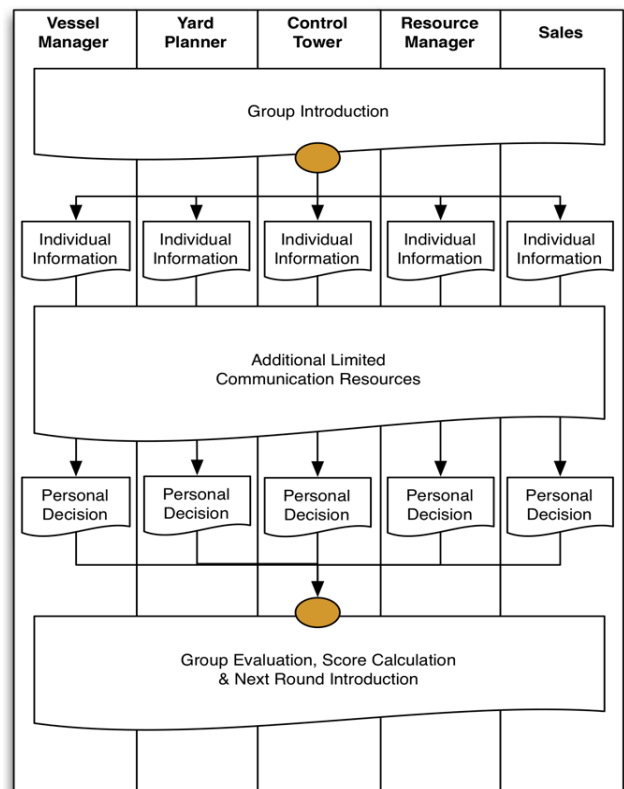 Vessel
Manager
Yard
Planner
Control
Tower
Resource
Manager
Sales
Group Introduction
Individual
Information
Individual
Information
Individual
Information
Individual
Information
Individual
Information
Additional Limited
Communication Resources
Personal
Decision
Personal
Decision
Personal
Decision
Personal
Decision
Personal
Decision
Group Evaluation, Score Calculation
& Next Round Introduction